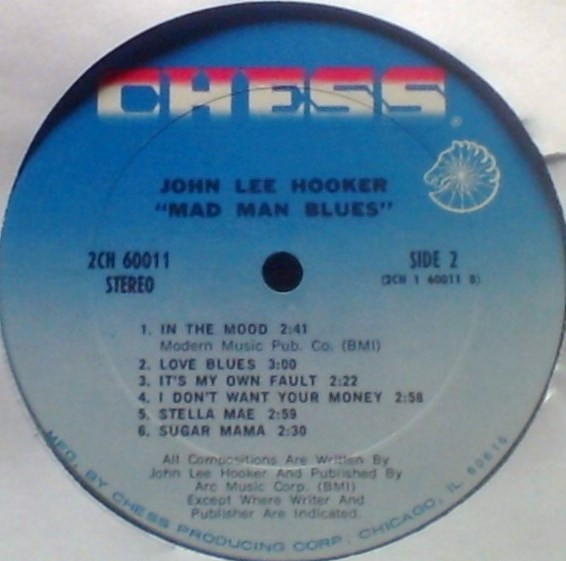 CHESS
®
JOHN LEE HOOKER
"MAD MAN BLUES"
2CH 60011
STEREO
SIDE 2
(2CH 1 60011 B)
1. IN THE MOOD 2:41
Modern Music Pub. Co. (BMI)
2. LOVE BLUES 3:00
3. IT'S MY OWN FAULT 2:22
4. I DON'T WANT YOUR MONEY 2:58
5. STELLA MAE 2:59
6. SUGAR MAMA 2:30
All Compositions Are Written By
John Lee Hooker And Published By
Arc Music Corp. (BMI)
Except Where Writer And
Publisher Are Indicated.
MFG. BY CHESS PRODUCING CORP., CHICAGO, IL 60616